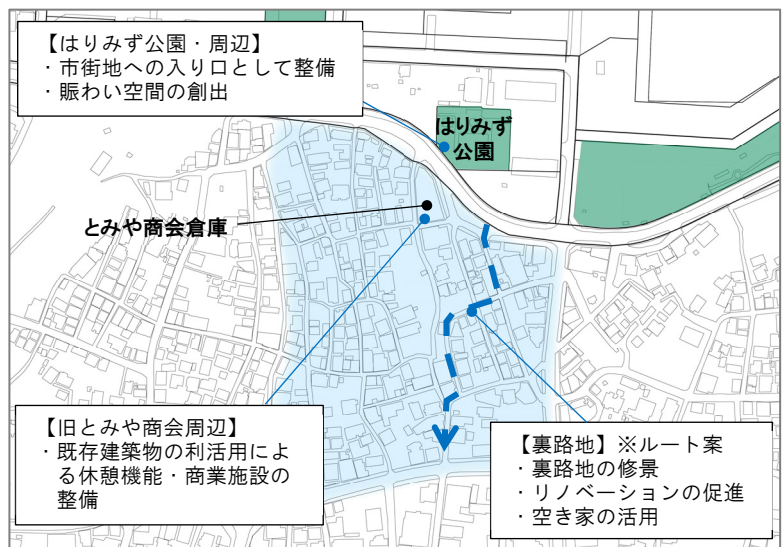 【はりみず公園・周辺】
・市街地への入り口として整備
・賑わい空間の創出
はりみず
公園
とみや商会倉庫
【旧とみや商会周辺】
・既存建築物の利活用によ
る休憩機能・商業施設の
整備
【裏路地】※ルート案
・裏路地の修景
・リノベーションの促進
・空き家の活用